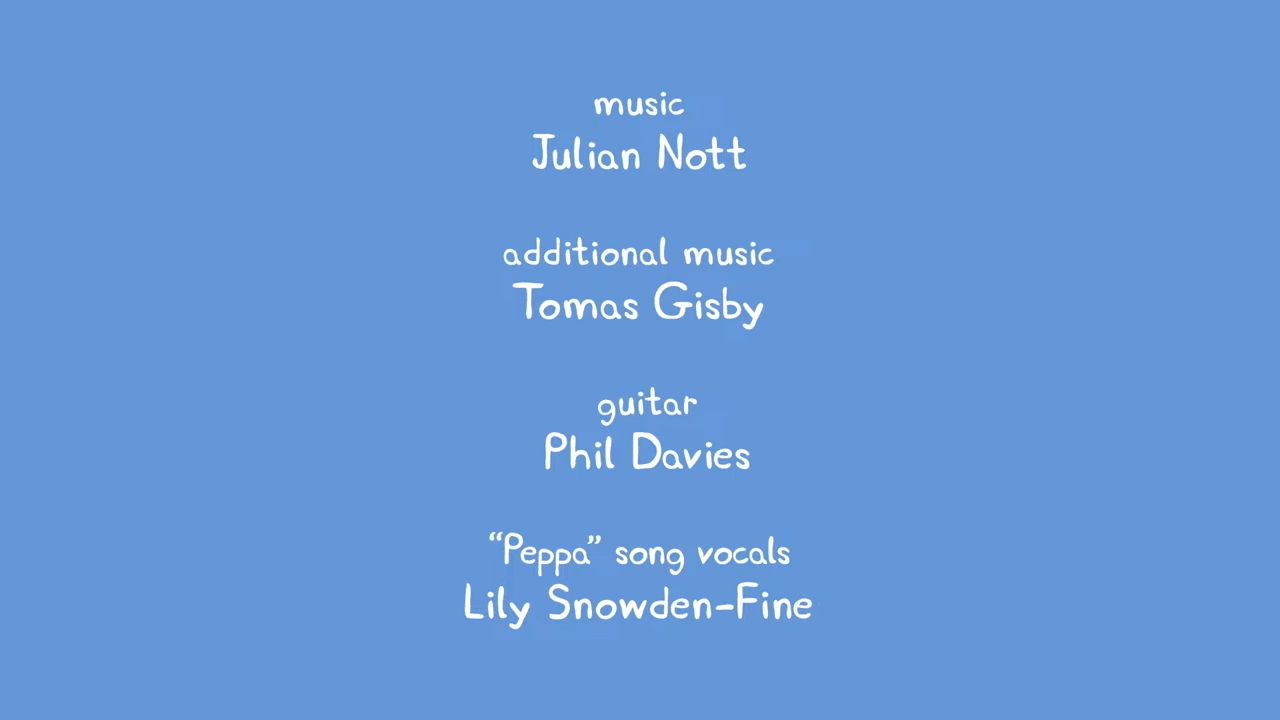 music
Julian Nott
additional music
Tomas Gisby
guitar
Phil Davies
“Peppa” song vocals
Lily Snowden-Fine